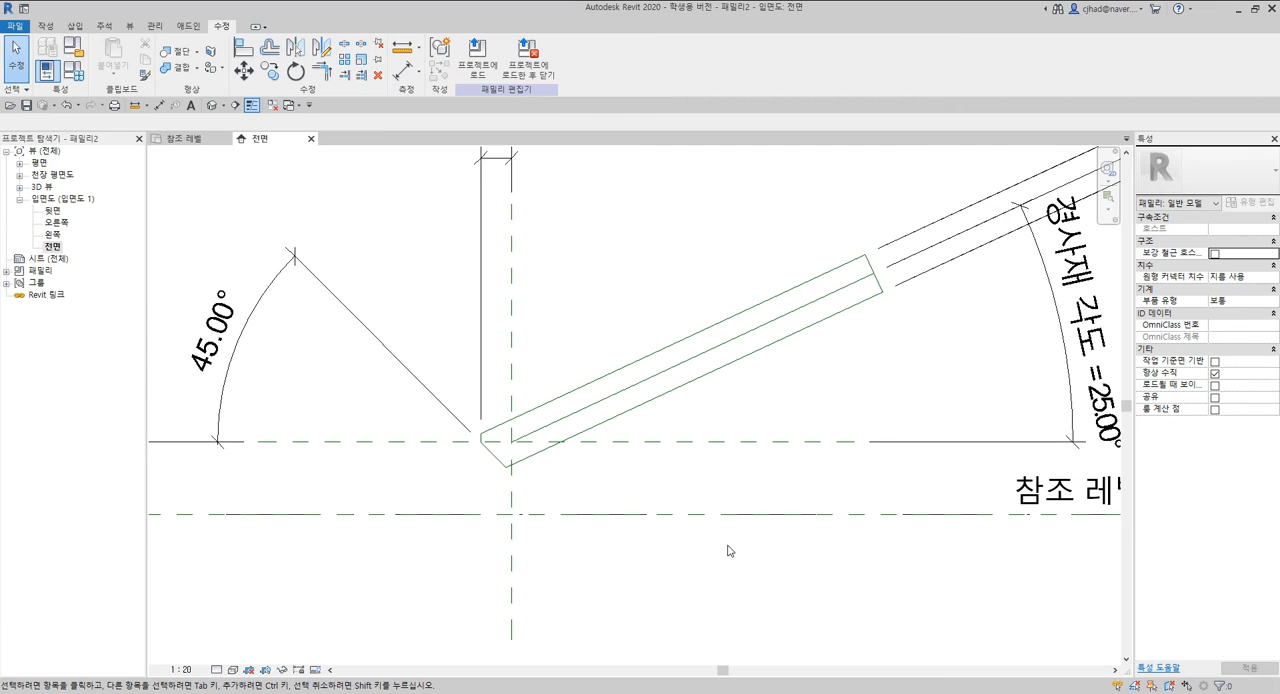 Autodesk Revit 2020 - 학생용 버전 - 패밀리2 - 입면도: 전면
cjhad@naver....
파일 작성 삽입 주석 뷰 관리 애드인 수정
수정
붙여넣기
절단
결합
프로젝트에 로드
프로젝트에 로드한 후 닫기
선택 특성 클립보드 형상 수정 측정 작성 패밀리 편집기
프로젝트 탐색기 - 패밀리2
참조 레벨
전면
특성
뷰 (전체)
평면
천장 평면도
3D 뷰
입면도 (입면도 1)
뒷면
오른쪽
왼쪽
전면
시트 (전체)
패밀리
그룹
Revit 링크
45.00°
경사재 각도 =25.00°
참조 레벨
2D
패밀리: 일반 모델
유형 편집
구속조건
호스트
구조
보강 철근 호스...
치수
원형 커넥터 치수 지름 사용
기계
부품 유형 보통
ID 데이터
OmniClass 번호
OmniClass 제목
기타
작업 기준면 기반
항상 수직
로드될 때 보이...
공유
룸 계산 점
특성 도움말
적용
1 : 20
선택하려면 항목을 클릭하고, 다른 항목을 선택하려면 Tab 키, 추가하려면 Ctrl 키, 선택 취소하려면 Shift 키를 누르십시오.
:0